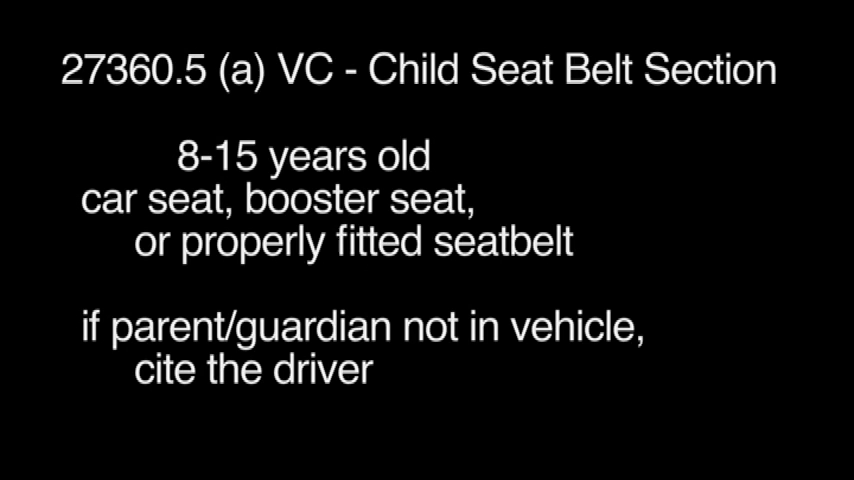 27360.5 (a) VC - Child Seat Belt Section
8-15 years old
car seat, booster seat,
or properly fitted seatbelt
if parent/guardian not in vehicle,
cite the driver